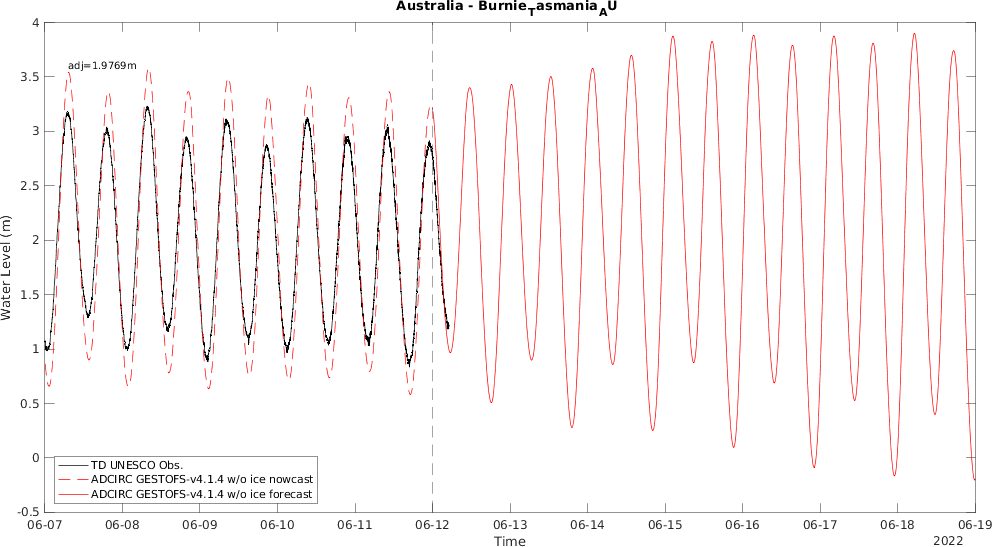 Australia - Burnie_Tasmania_AU
4
adj=1.9769m
3.5
3
2.5
2
1.5
1
0.5
0
-0.5
Water Level (m)
TD UNESCO Obs.
ADCIRC GESTOFS-v4.1.4 w/o ice nowcast
ADCIRC GESTOFS-v4.1.4 w/o ice forecast
06-07 06-08 06-09 06-10 06-11 06-12 06-13 06-14 06-15 06-16 06-17 06-18 06-19
Time
2022